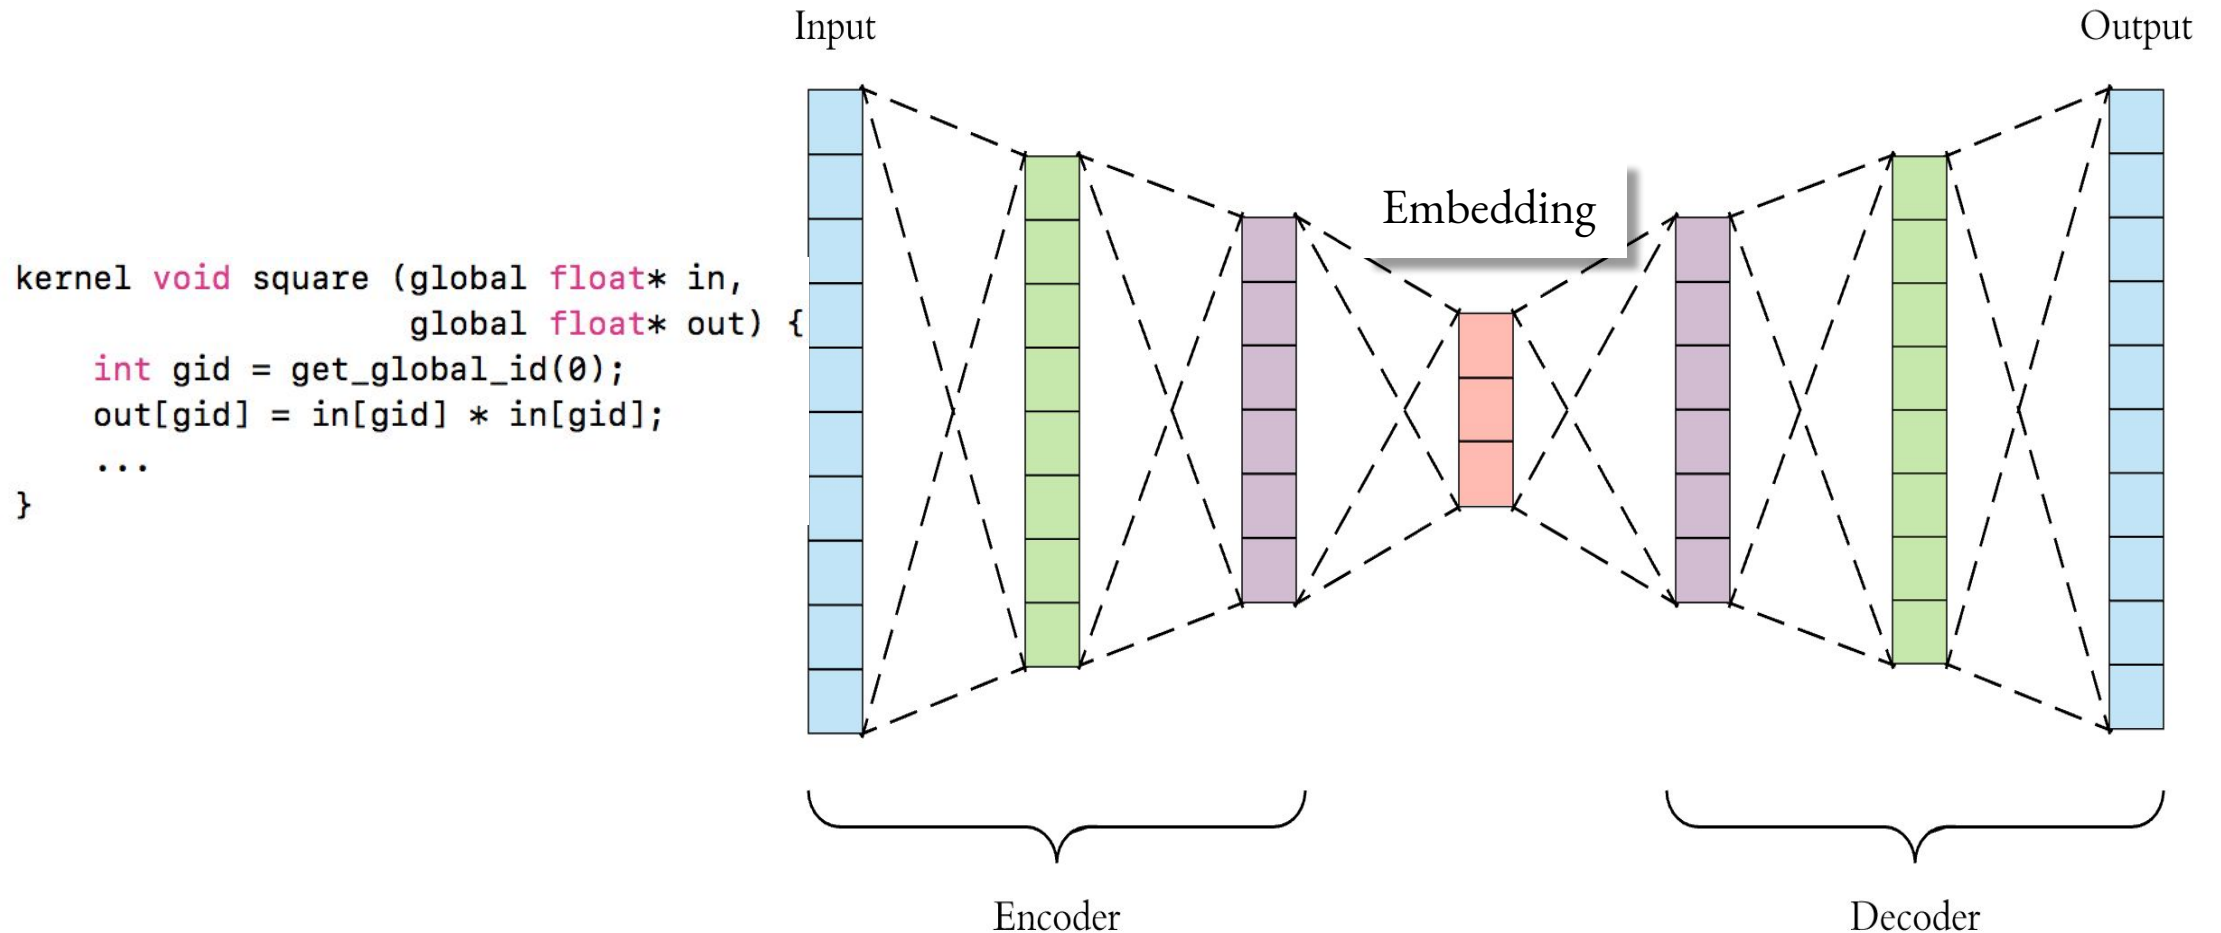 Input
Output
Embedding
kernel void square (global float* in,
                    global float* out) {
    int gid = get_global_id(0);
    out[gid] = in[gid] * in[gid];
    ...
}
Encoder
Decoder